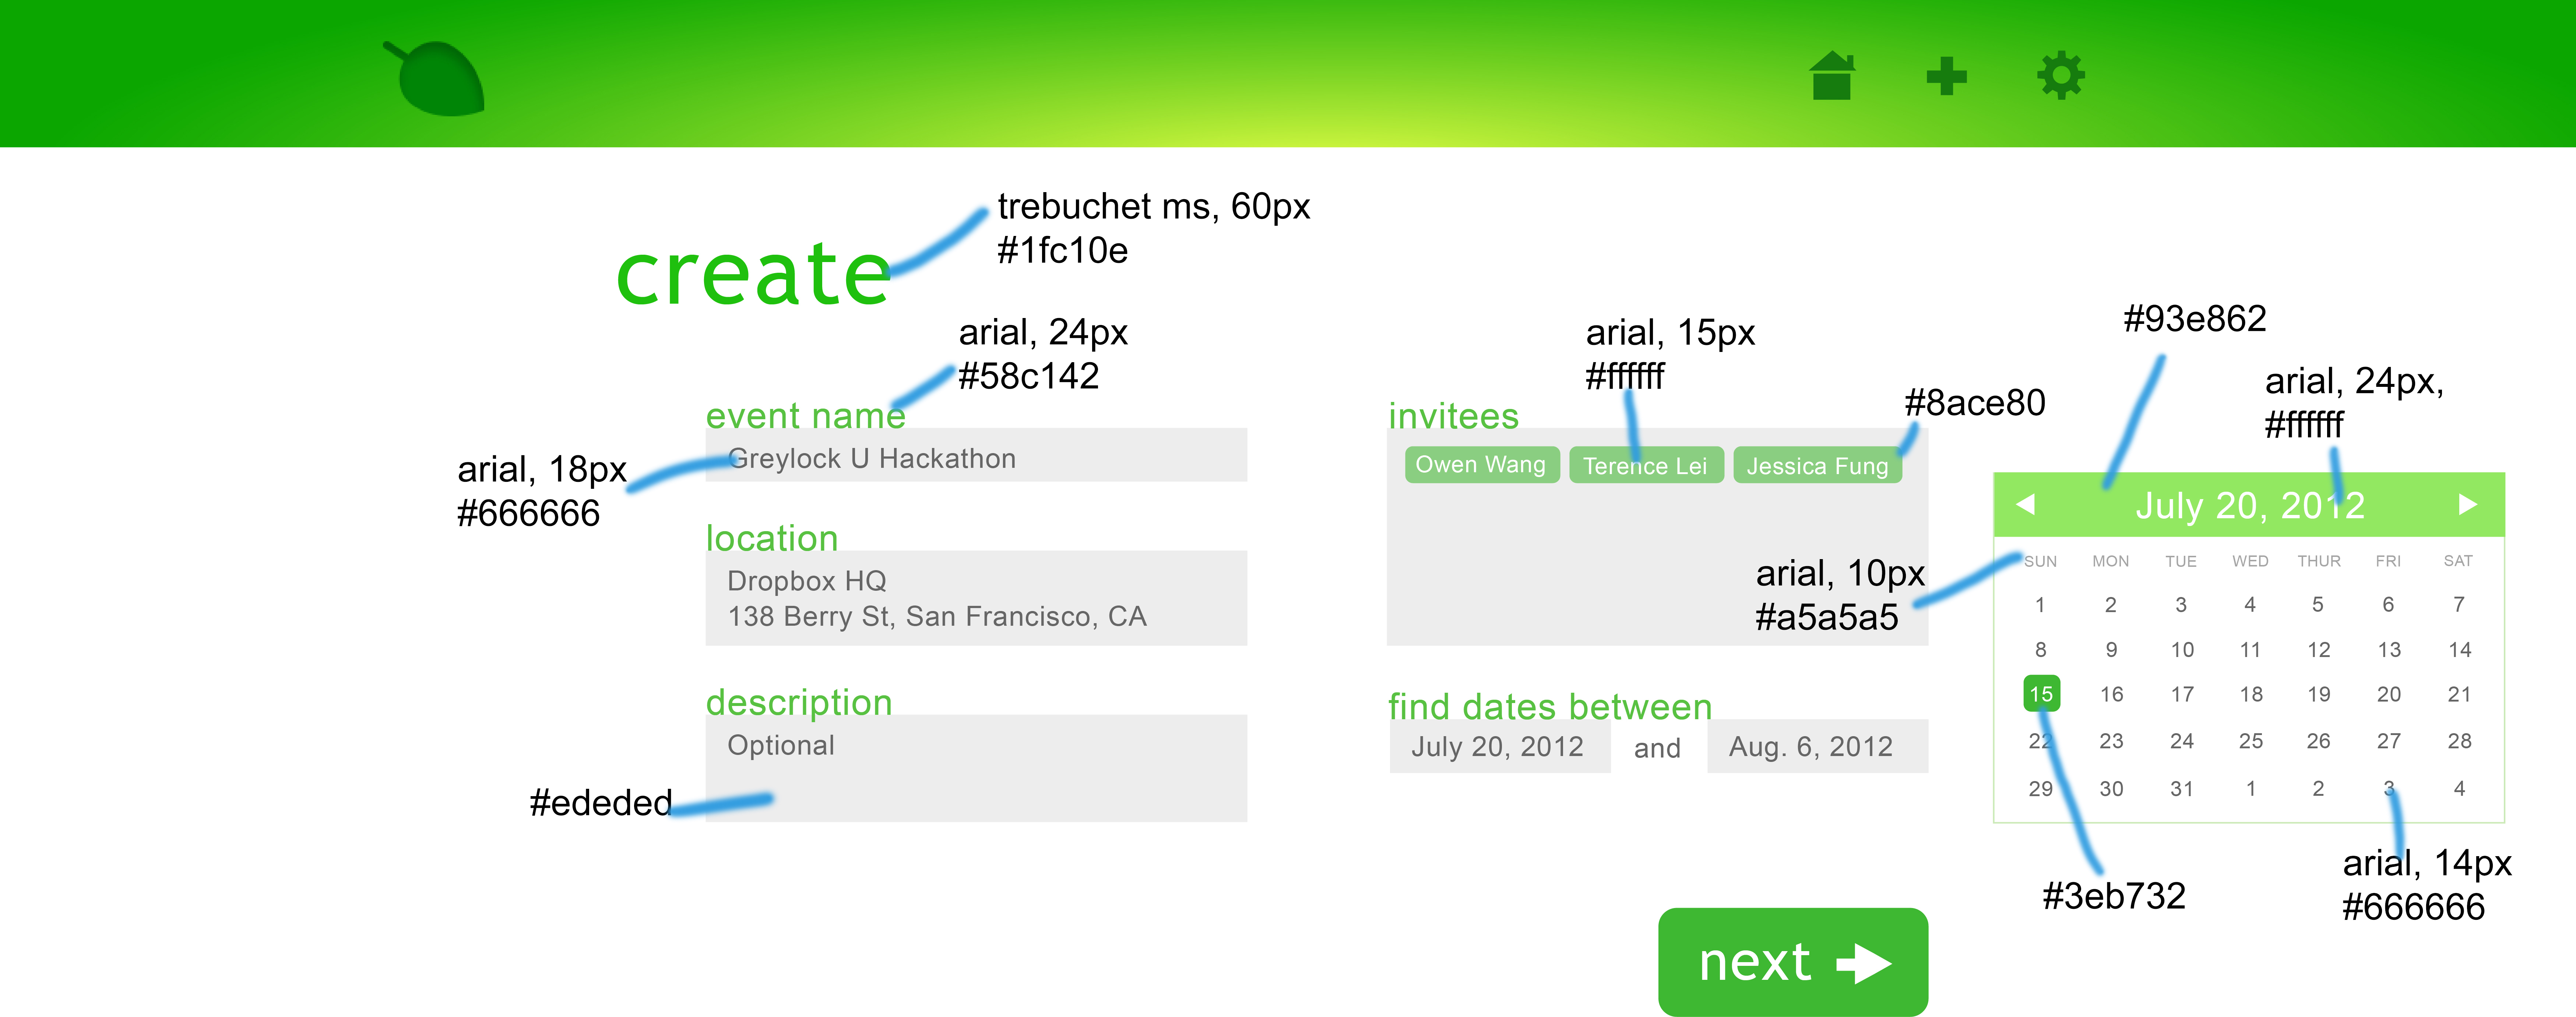 trebuchet ms, 60px
#1fc10e
create
arial, 24px
#58c142
event name
Greylock U Hackathon
arial, 18px
#666666
location
Dropbox HQ
138 Berry St, San Francisco, CA
description
Optional
#ededed
arial, 15px
#ffffff
#8ace80
invitees
Owen Wang Terence Lei Jessica Fung
arial, 10px
#a5a5a5
find dates between
July 20, 2012 and Aug. 6, 2012
#93e862
arial, 24px,
#ffffff
July 20, 2012
SUN MON TUE WED THUR FRI SAT
1 2 3 4 5 6 7
8 9 10 11 12 13 14
15 16 17 18 19 20 21
22 23 24 25 26 27 28
29 30 31 1 2 3 4
#3eb732
arial, 14px
#666666
next